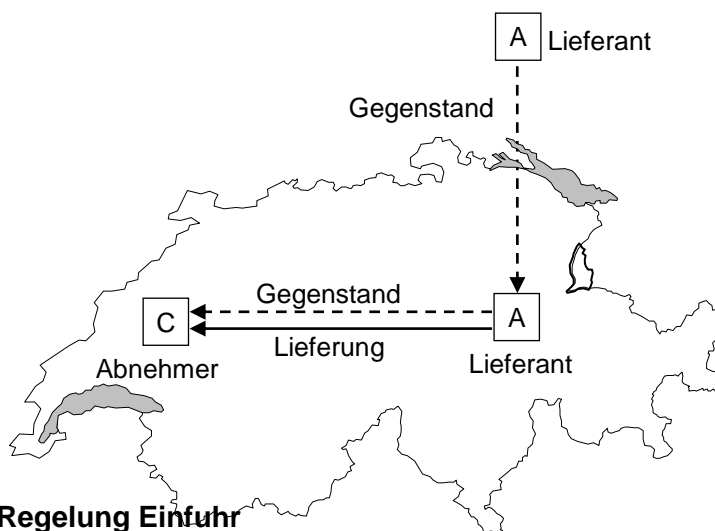 A Lieferant
Gegenstand
Gegenstand
C A
Lieferung
Abnehmer Lieferant
Regelung Einfuhr